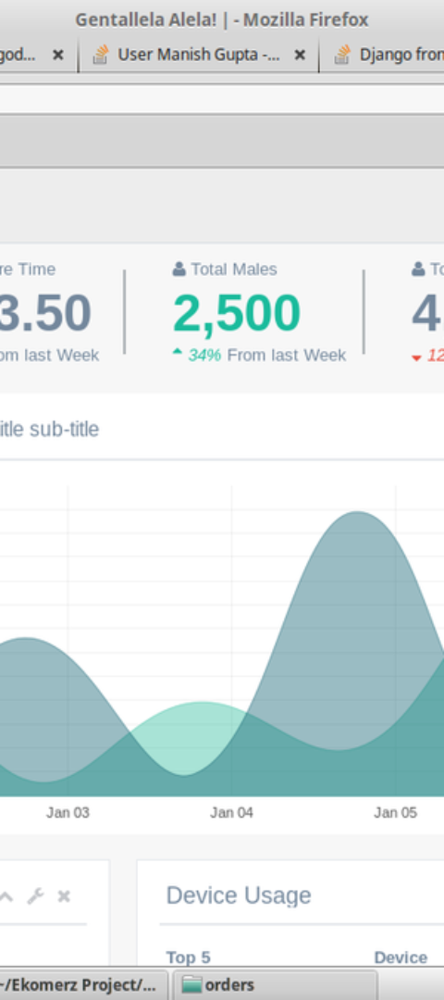 Gentallela Alela! | - Mozilla Firefox
god... User Manish Gupta -... Django from
re Time Total Males To
3.50 2,500 4
om last Week 34% From last Week 12
itle sub-title
Jan 03 Jan 04 Jan 05
Device Usage
Top 5 Device
~/Ekomerz Project/... orders